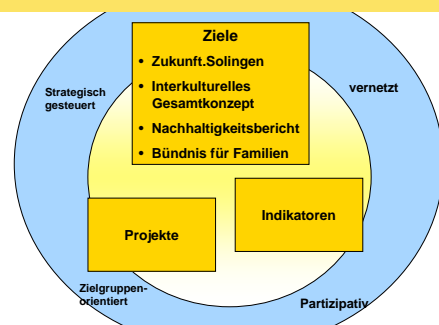 Ziele
• Zukunft.Solingen
• Interkulturelles
Gesamtkonzept
• Nachhaltigkeitsbericht
• Bündnis für Familien
Strategisch
gesteuert
vernetzt
Projekte
Indikatoren
Zielgruppen-
orientiert
Partizipativ